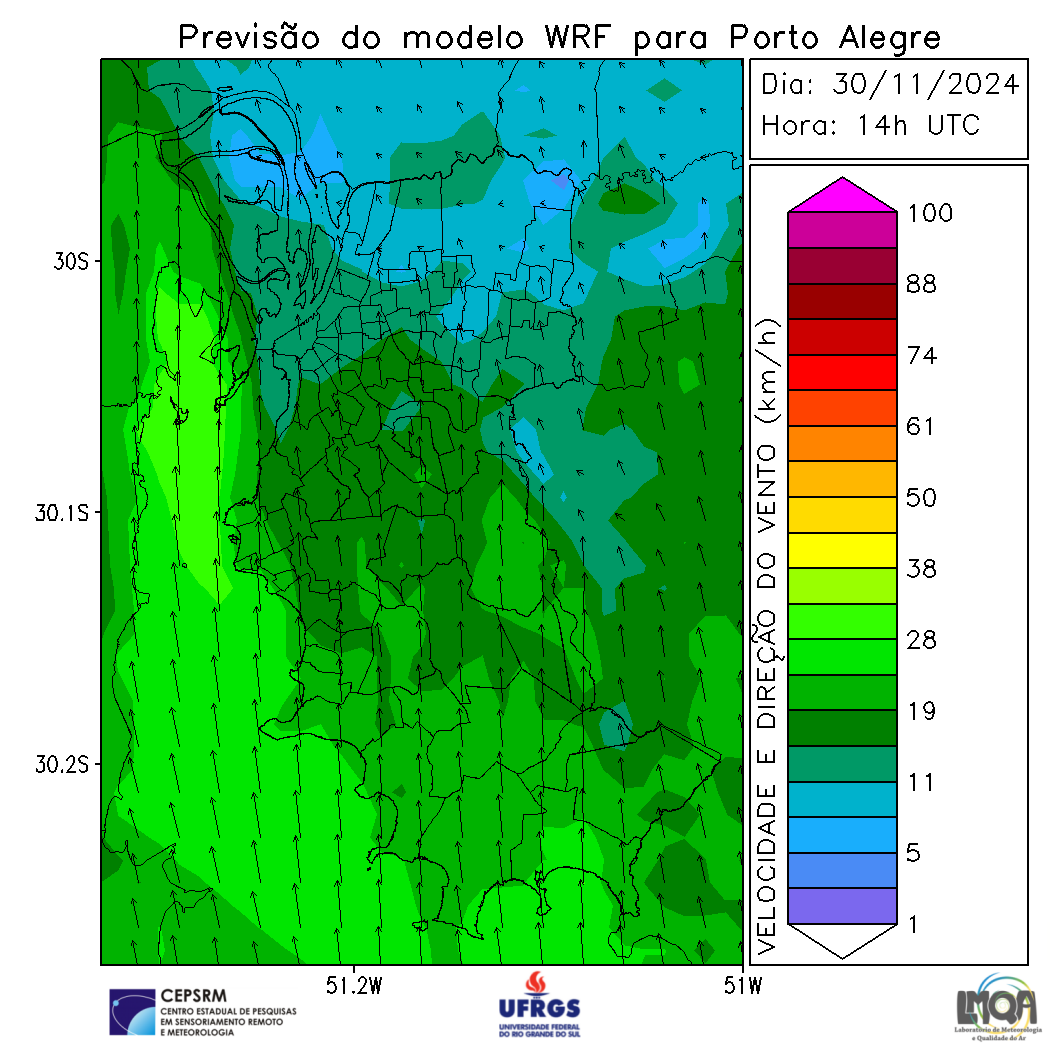 Previsão do modelo WRF para Porto Alegre
Dia: 30/11/2024
Hora: 14h UTC
30S
30.1S
30.2S
51.2W
51W
VELOCIDADE E DIREÇÃO DO VENTO (km/h)
100
88
74
61
50
38
28
19
11
5
1
CEPSRM
CENTRO ESTADUAL DE PESQUISAS
EM SENSORIAMENTO REMOTO
E METEOROLOGIA
UFRGS
UNIVERSIDADE FEDERAL
DO RIO GRANDE DO SUL
LMQA
Laboratório de Meteorologia
e Qualidade do Ar